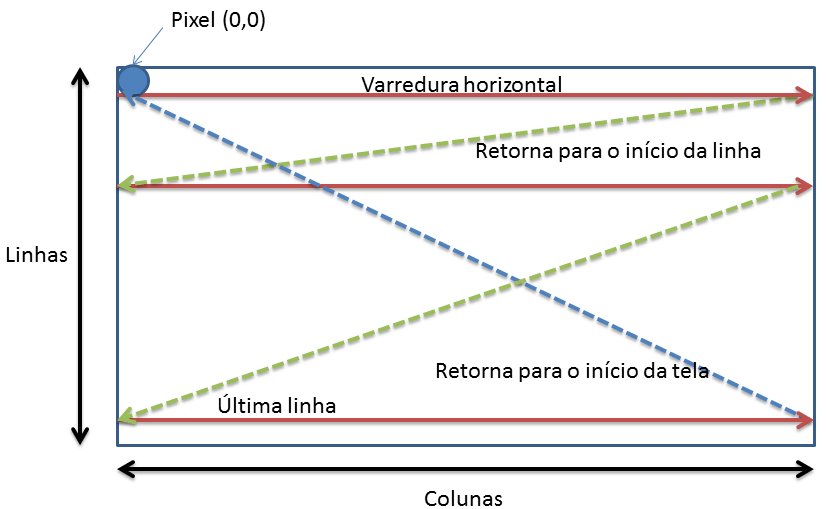 Pixel (0,0)
Varredura horizontal
Retorna para o início da linha
Linhas
Retorna para o início da tela
Última linha
Colunas